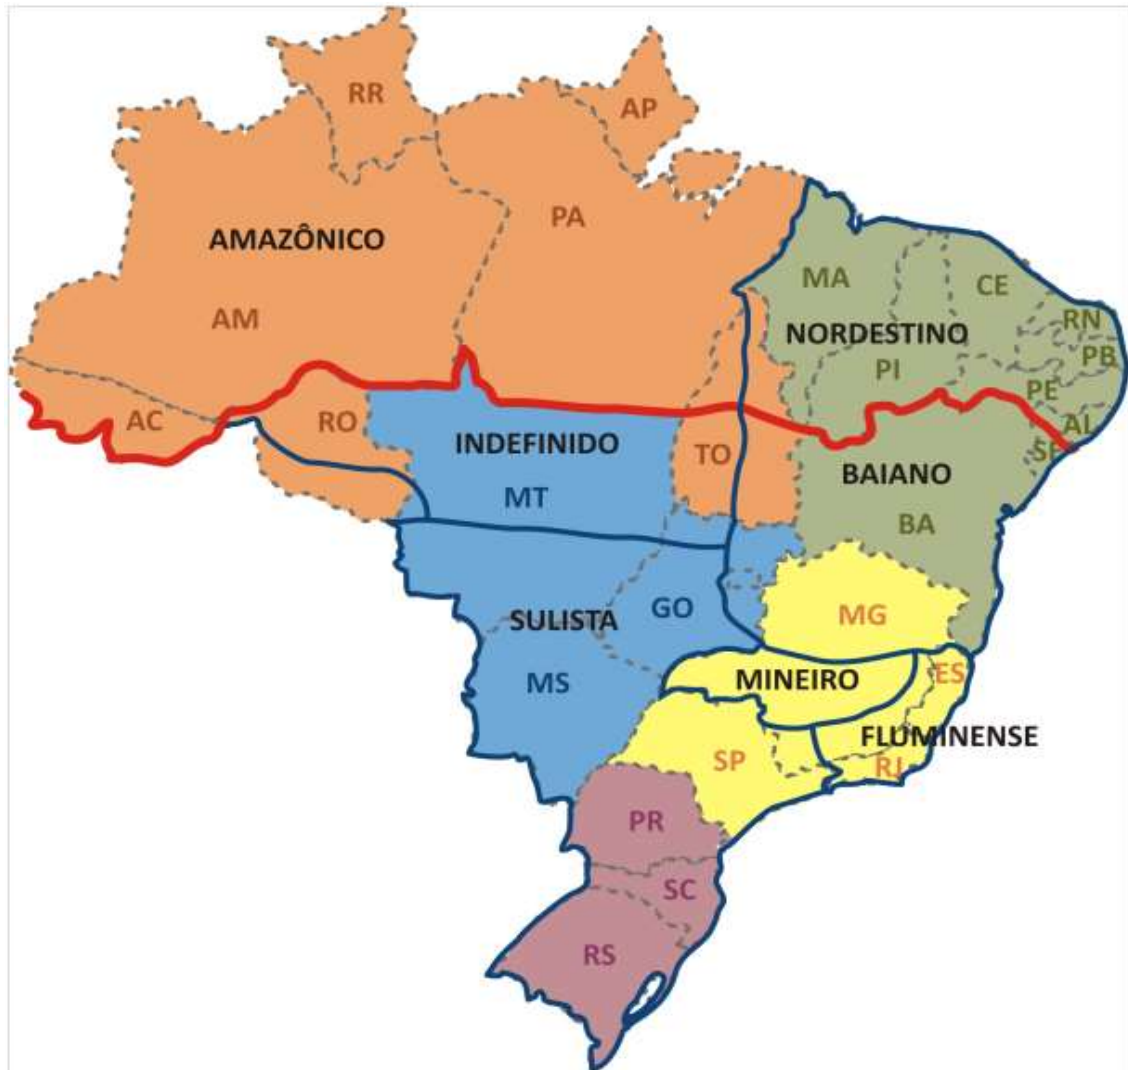 RR
AP
PA
AMAZÔNICO
MA
CE
AM
RN
NORDESTINO
PB
PI
PE
AC
RO
AL
INDEFINIDO
TO
SE
BAIANO
MT
BA
GO
MG
SULISTA
MS
MINEIRO
ES
FLUMINENSE
SP
RJ
PR
SC
RS